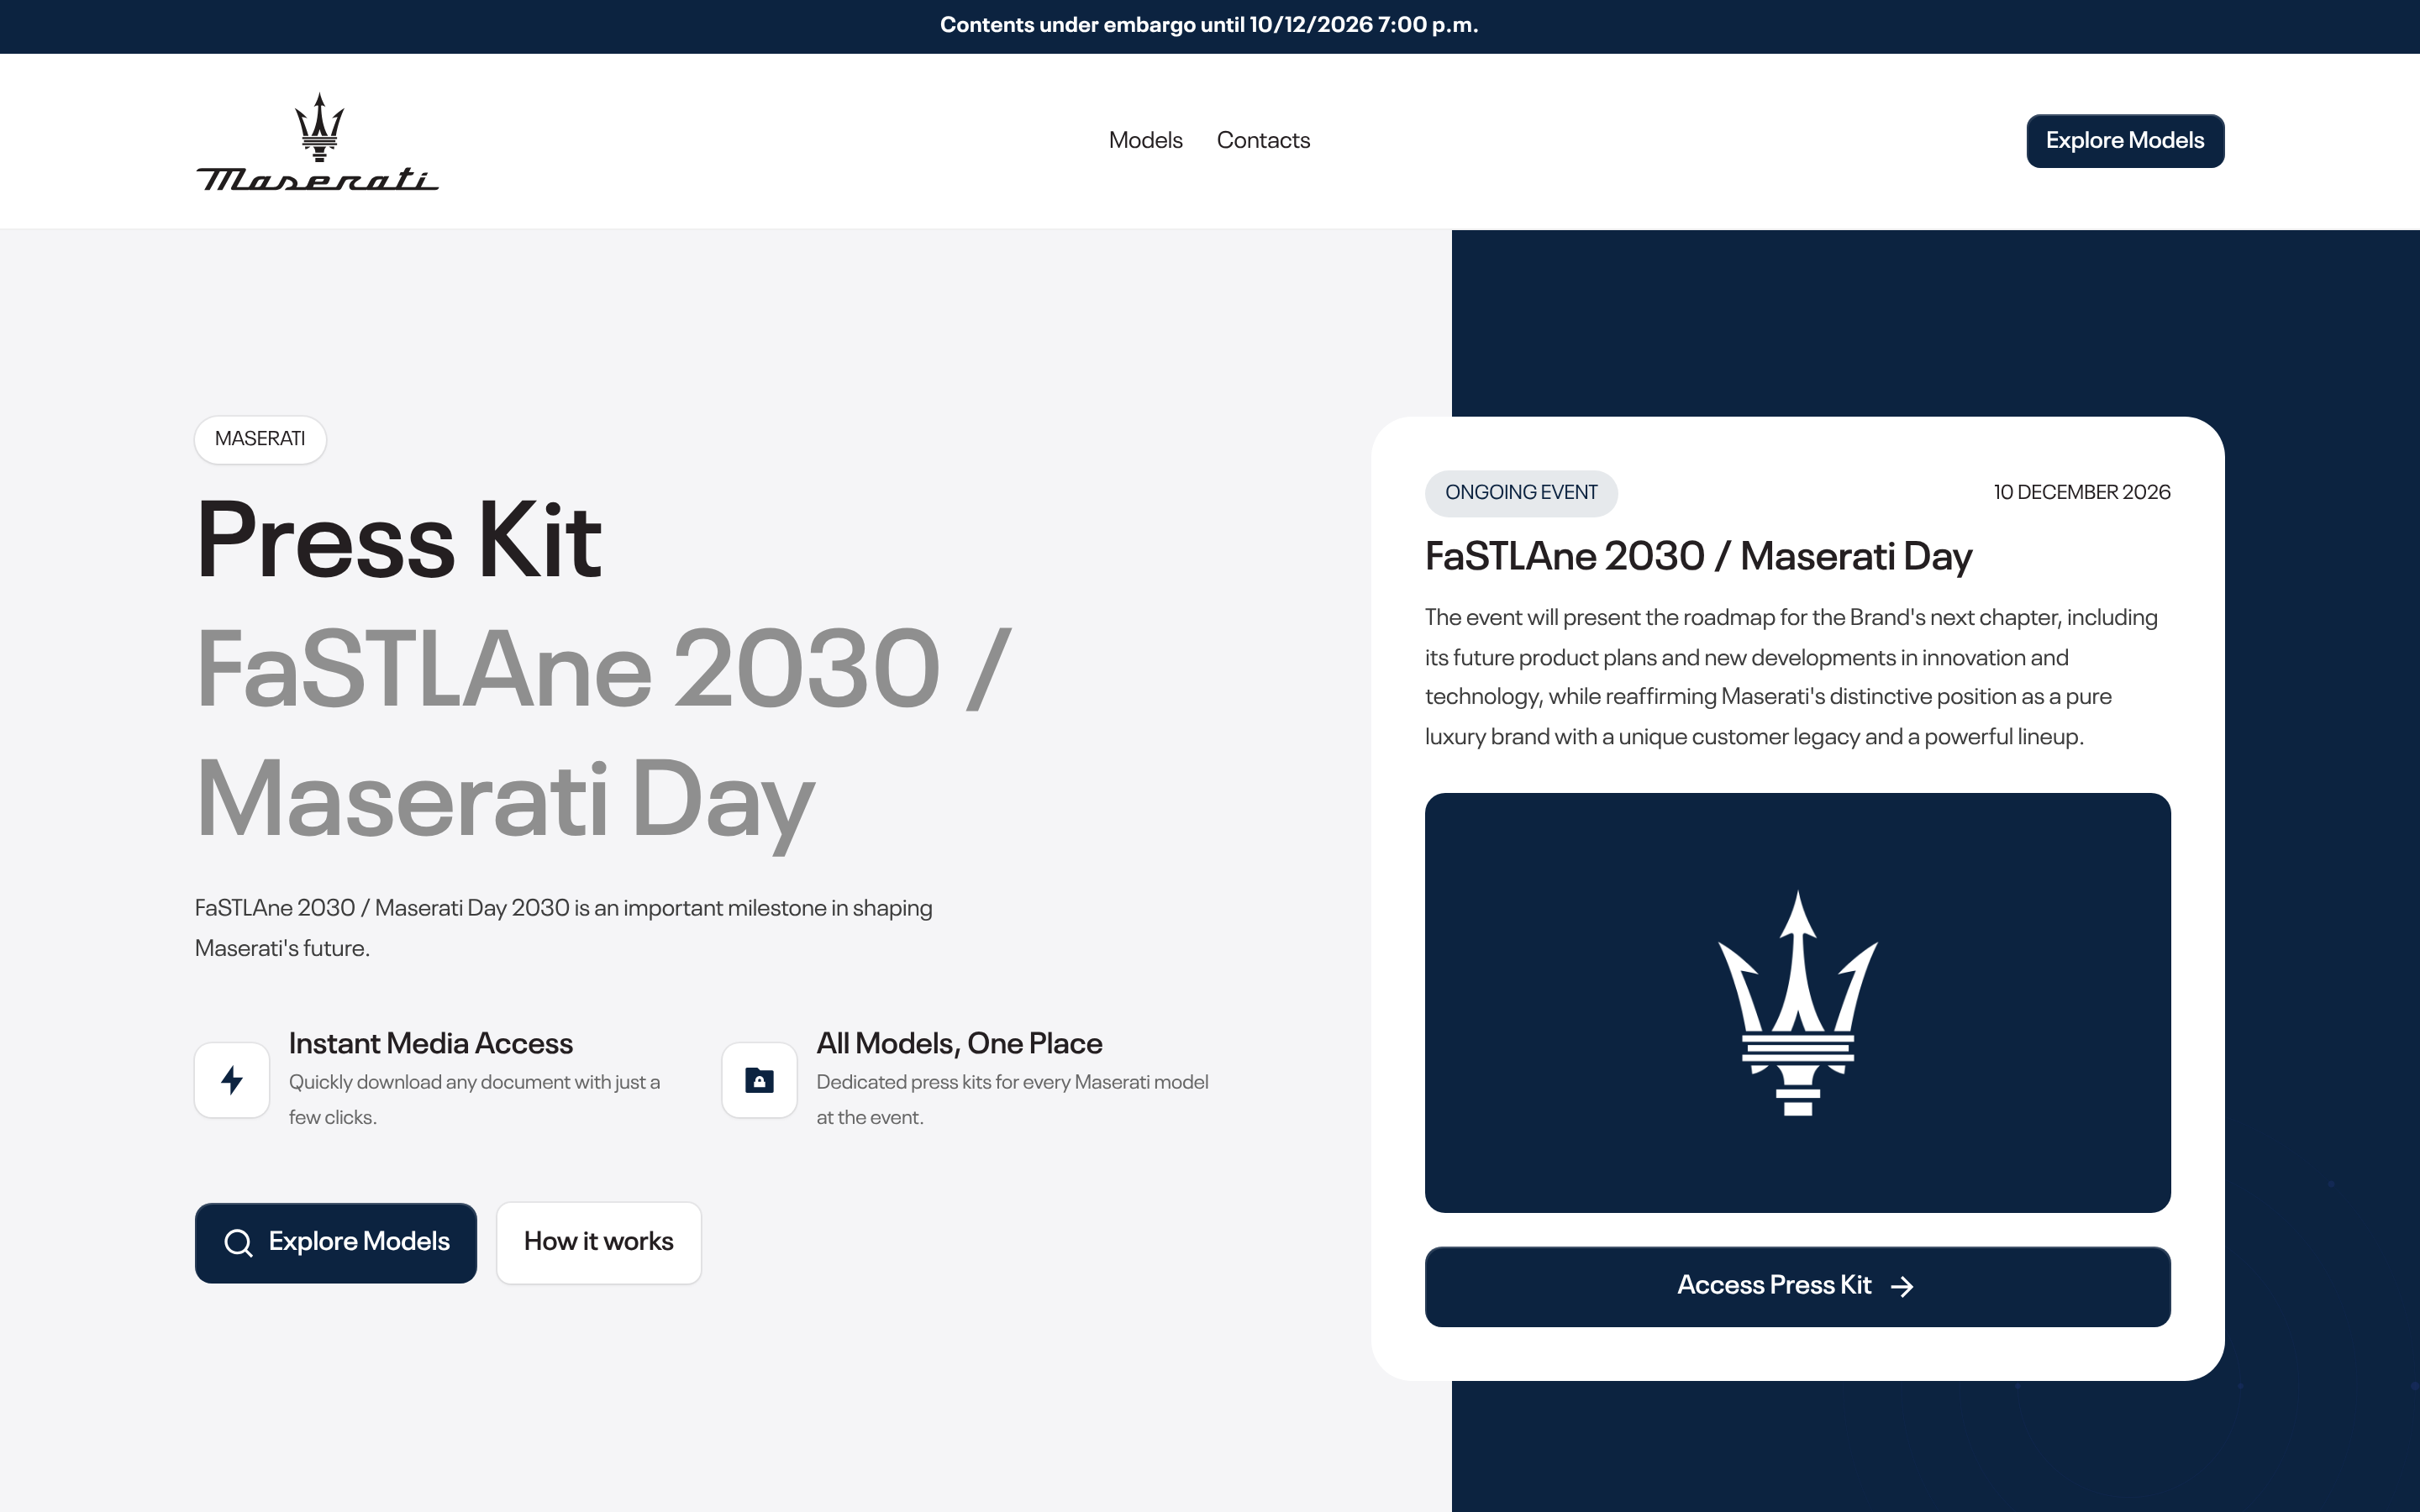 Contents under embargo until 10/12/2026 7:00 p.m.
Maserati
Models
Contacts
Explore Models
MASERATI
Press Kit
FaSTLAne 2030 /
Maserati Day
FaSTLAne 2030 / Maserati Day 2030 is an important milestone in shaping
Maserati's future.
Instant Media Access
Quickly download any document with just a
few clicks.
All Models, One Place
Dedicated press kits for every Maserati model
at the event.
Explore Models
How it works
ONGOING EVENT
10 DECEMBER 2026
FaSTLAne 2030 / Maserati Day
The event will present the roadmap for the Brand's next chapter, including
its future product plans and new developments in innovation and
technology, while reaffirming Maserati's distinctive position as a pure
luxury brand with a unique customer legacy and a powerful lineup.
Access Press Kit